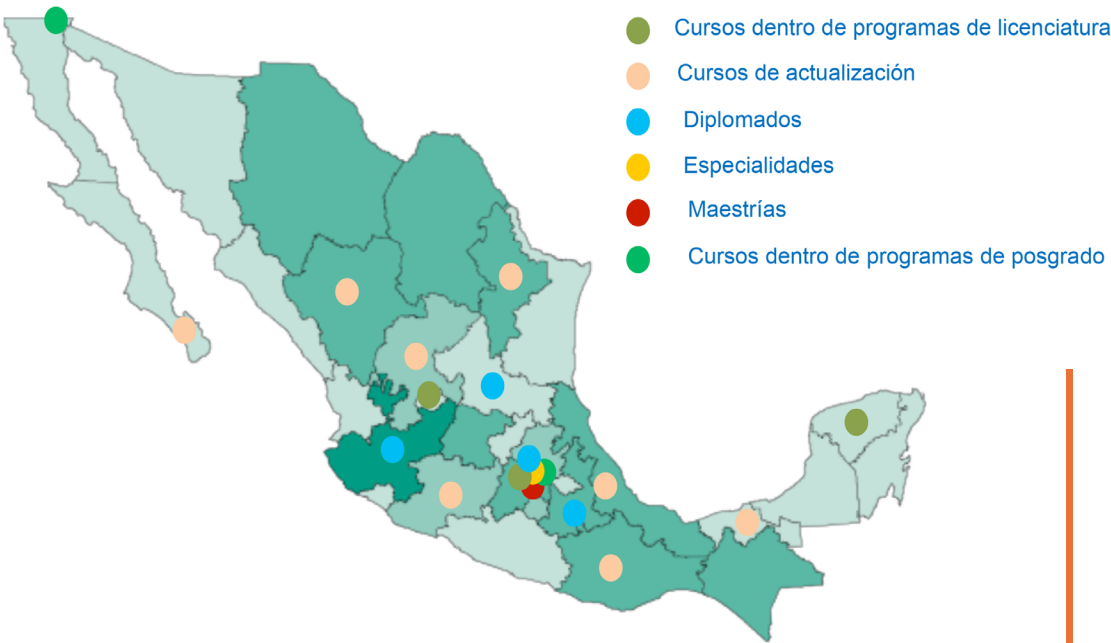 Cursos dentro de programas de licenciatura
Cursos de actualización
Diplomados
Especialidades
Maestrías
Cursos dentro de programas de posgrado